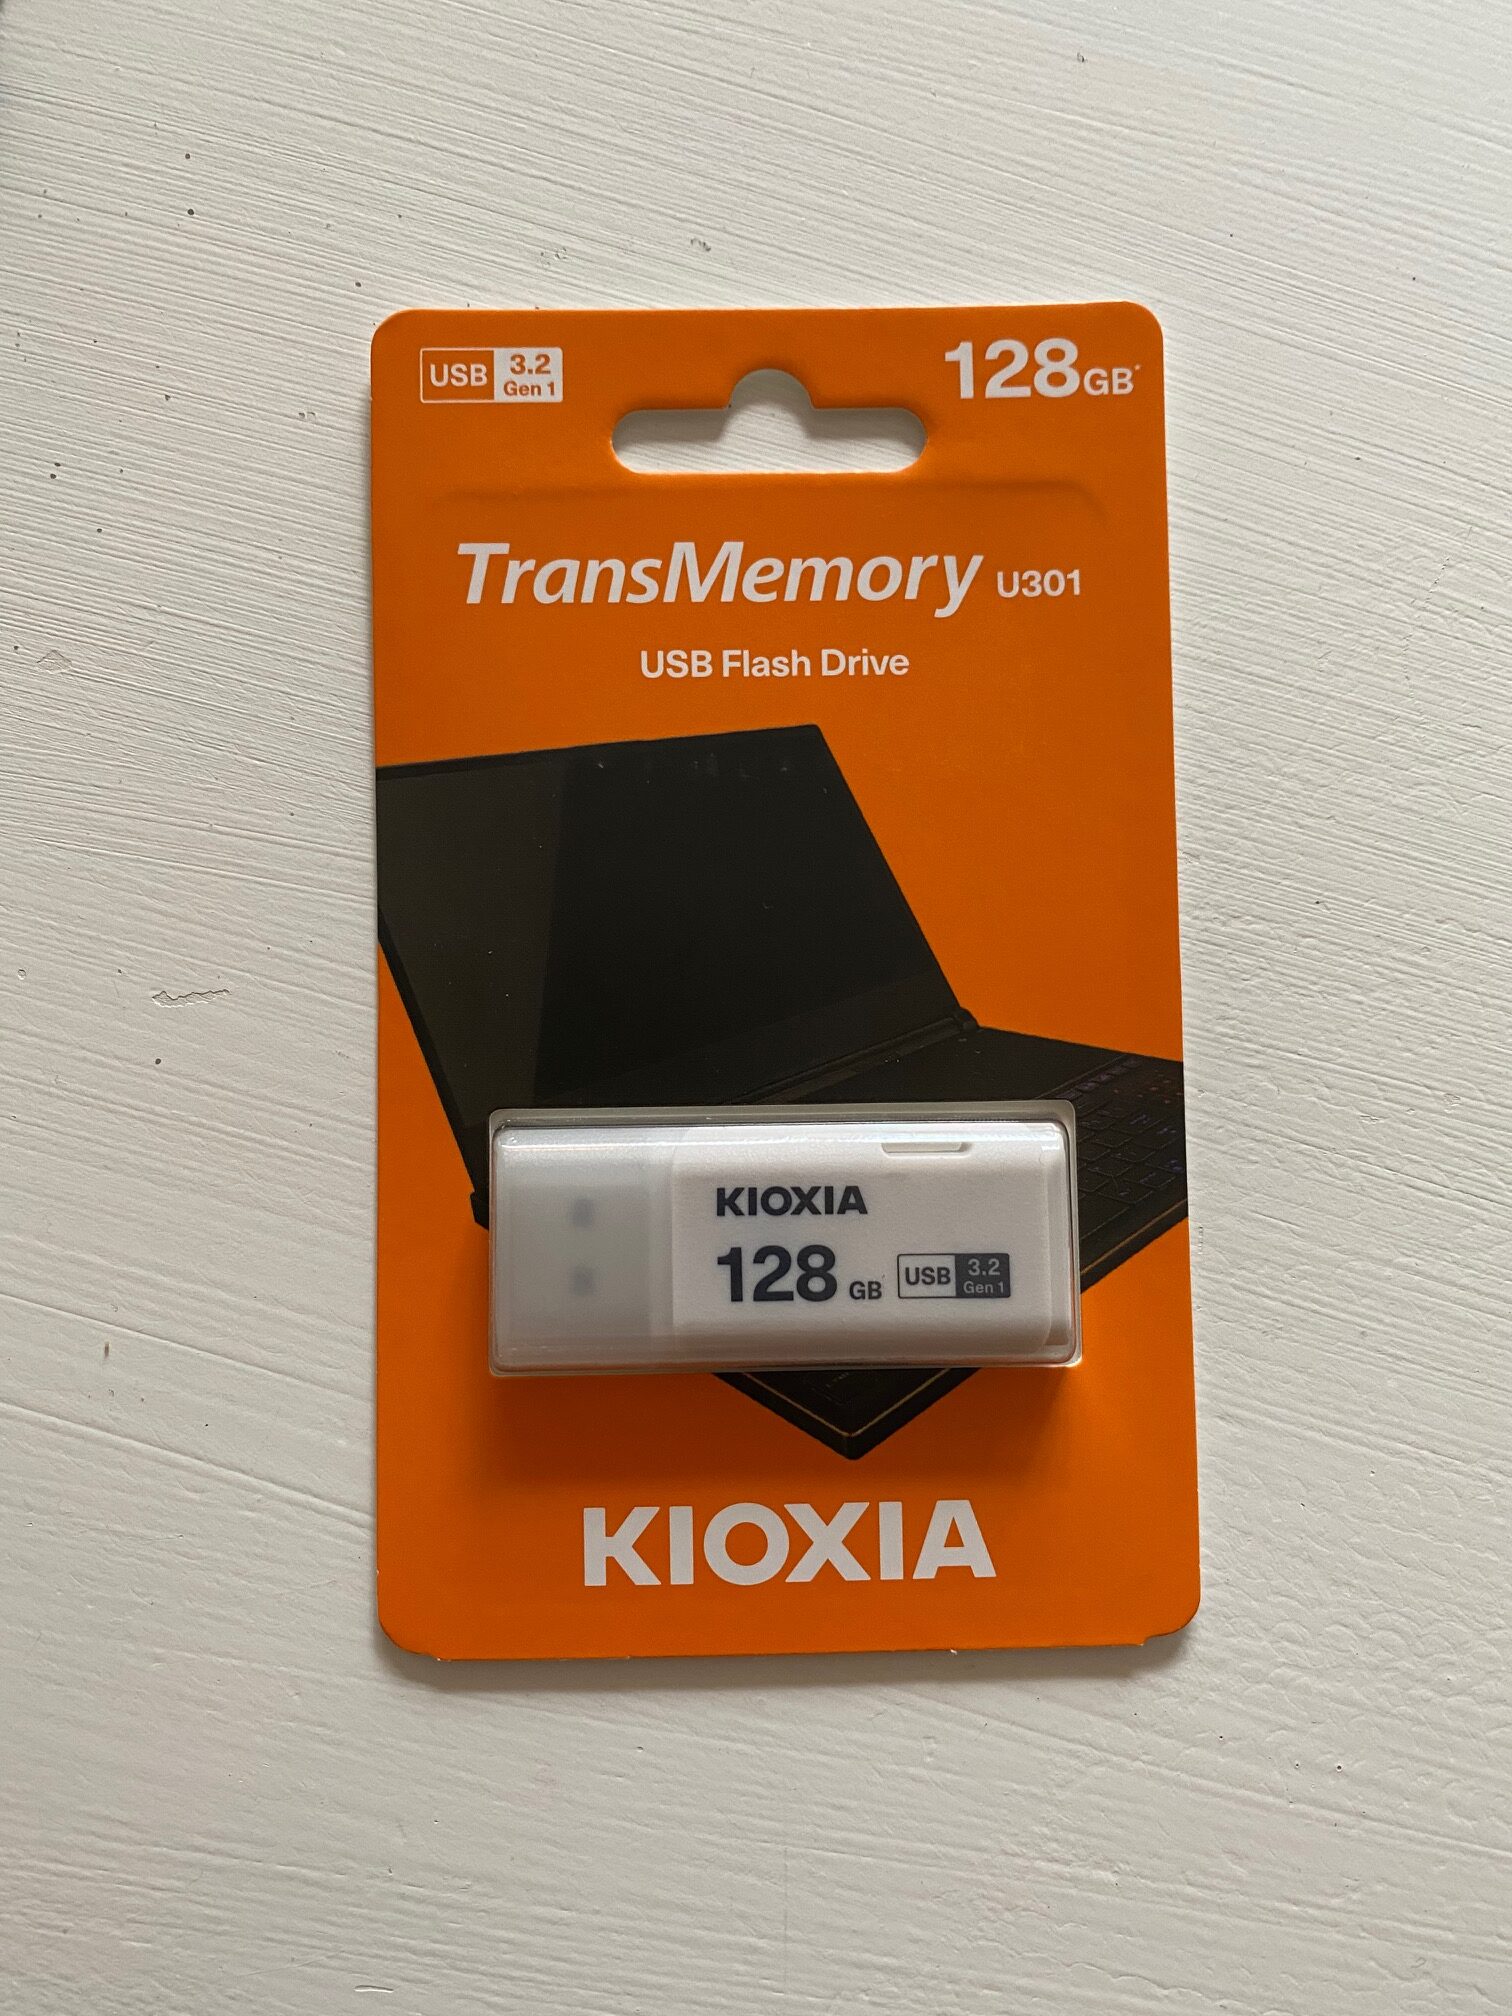 USB 3.2 Gen 1
128GB*
TransMemory U301
USB Flash Drive
KIOXIA
128 GB USB 3.2 Gen 1
KIOXIA